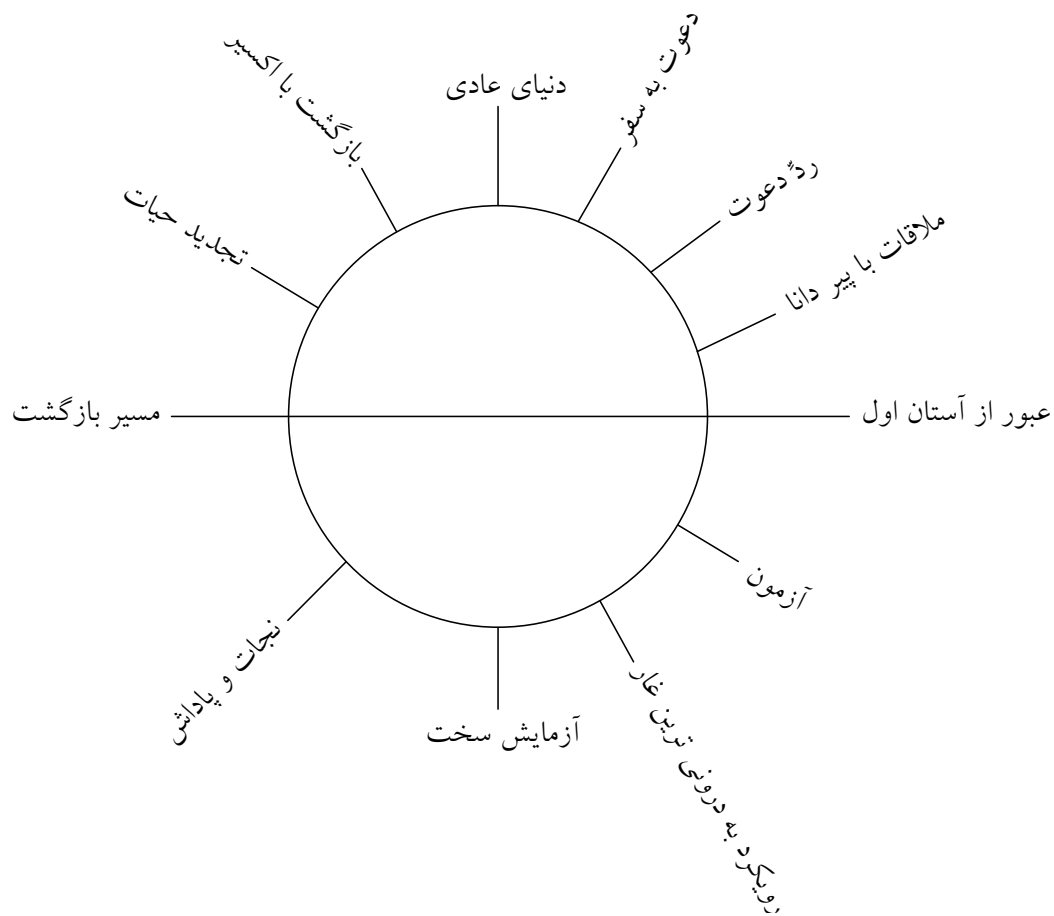 دنیای عادی
دعوت به سفر
ردّ دعوت
ملاقات با پیر دانا
عبور از آستان اول
آزمون
رویکرد به درونی ترین غار
آزمایش سخت
نجات و پاداش
مسیر بازگشت
تجدید حیات
بازگشت با اکسیر